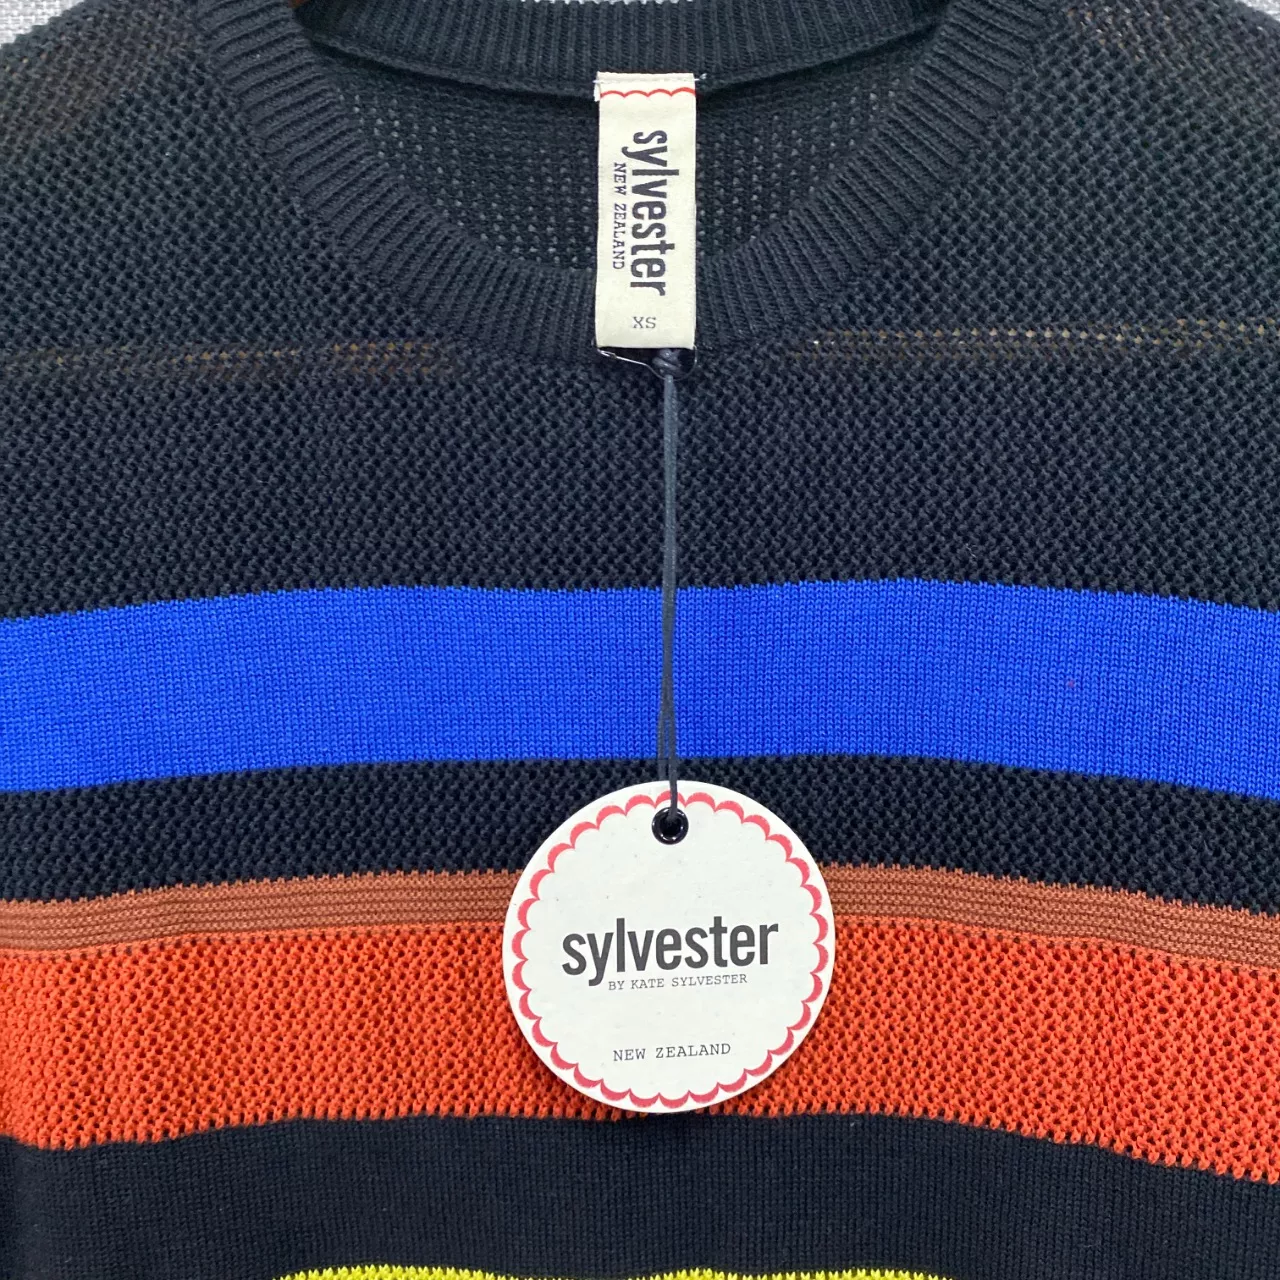 sylvester
NEW ZEALAND
XS
sylvester
BY KATE SYLVESTER
NEW ZEALAND